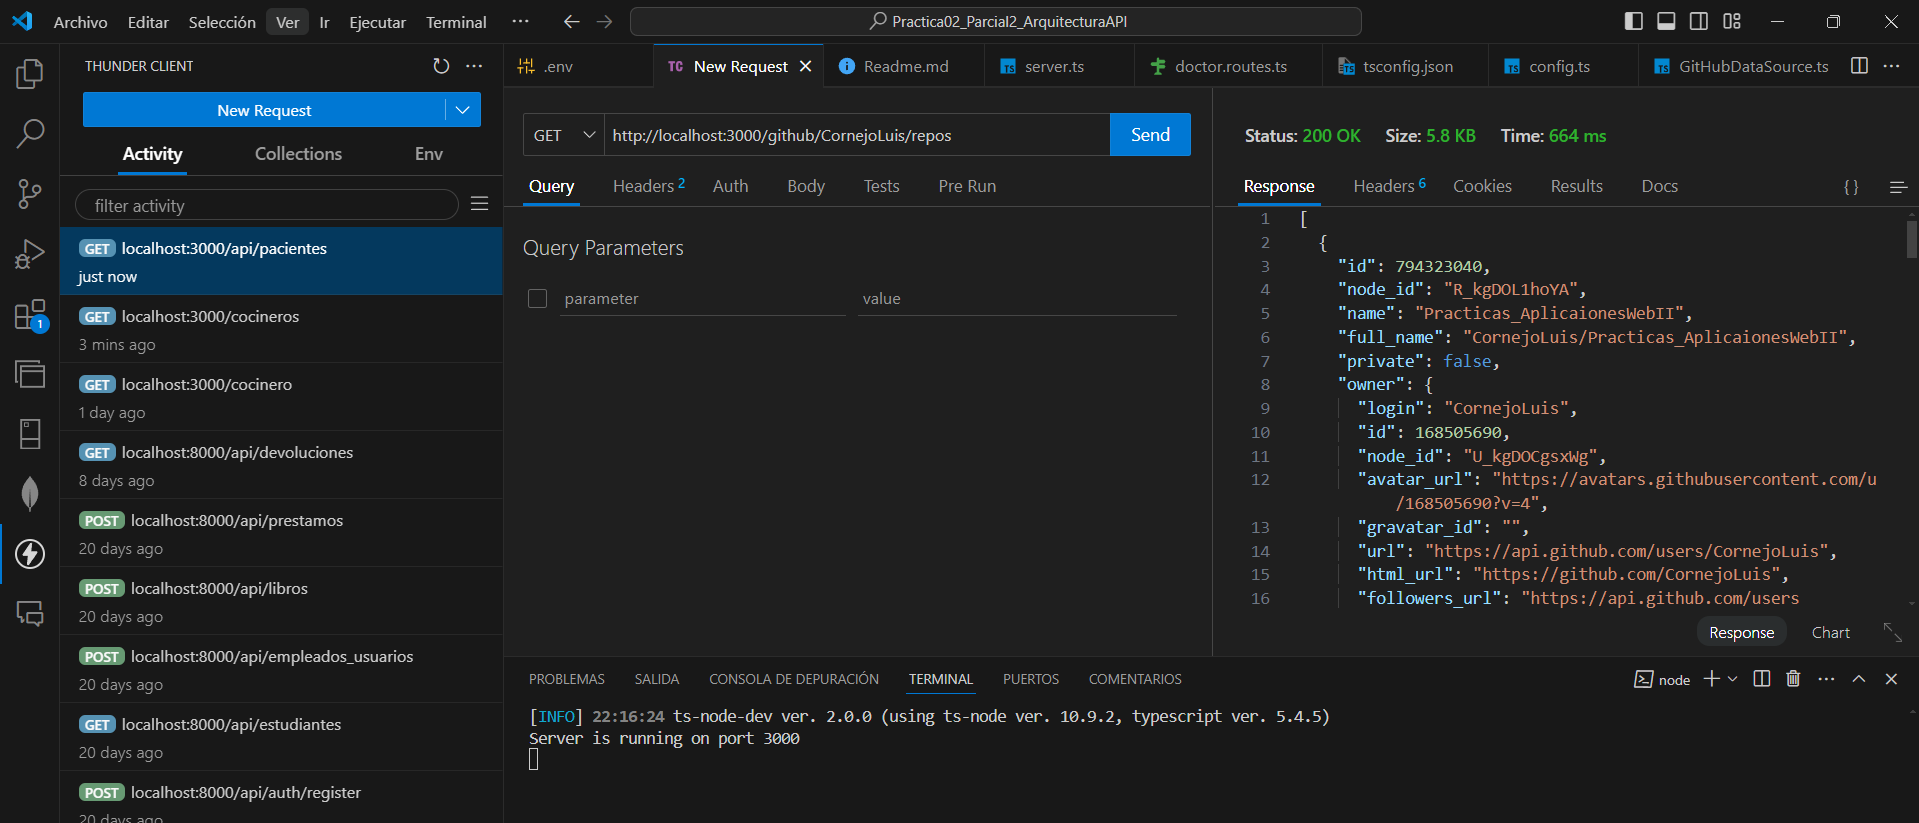 Archivo Editar Selección Ver Ir Ejecutar Terminal ··· Practica02_Parcial2_ArquitecturaAPI
THUNDER CLIENT
New Request
Activity Collections Env
filter activity
GET localhost:3000/api/pacientes
just now
GET localhost:3000/cocineros
3 mins ago
GET localhost:3000/cocinero
1 day ago
GET localhost:8000/api/devoluciones
8 days ago
POST localhost:8000/api/prestamos
20 days ago
POST localhost:8000/api/libros
20 days ago
POST localhost:8000/api/empleados_usuarios
20 days ago
GET localhost:8000/api/estudiantes
20 days ago
POST localhost:8000/api/auth/register
20 days ago
1
.env TC New Request Readme.md TS server.ts doctor.routes.ts TS tsconfig.json TS config.ts TS GitHubDataSource.ts
GET http://localhost:3000/github/CornejoLuis/repos Send
Query Headers 2 Auth Body Tests Pre Run
Query Parameters
parameter value
Status: 200 OK Size: 5.8 KB Time: 664 ms
Response Headers 6 Cookies Results Docs { }
1 [
2 {
3 "id": 794323040,
4 "node_id": "R_kgDOL1hoYA",
5 "name": "Practicas_AplicaionesWebII",
6 "full_name": "CornejoLuis/Practicas_AplicaionesWebII",
7 "private": false,
8 "owner": {
9 "login": "CornejoLuis",
10 "id": 168505690,
11 "node_id": "U_kgDOCgsxWg",
12 "avatar_url": "https://avatars.githubusercontent.com/u
/168505690?v=4",
13 "gravatar_id": "",
14 "url": "https://api.github.com/users/CornejoLuis",
15 "html_url": "https://github.com/CornejoLuis",
16 "followers_url": "https://api.github.com/users
Response Chart
PROBLEMAS SALIDA CONSOLA DE DEPURACIÓN TERMINAL PUERTOS COMENTARIOS node
[INFO] 22:16:24 ts-node-dev ver. 2.0.0 (using ts-node ver. 10.9.2, typescript ver. 5.4.5)
Server is running on port 3000